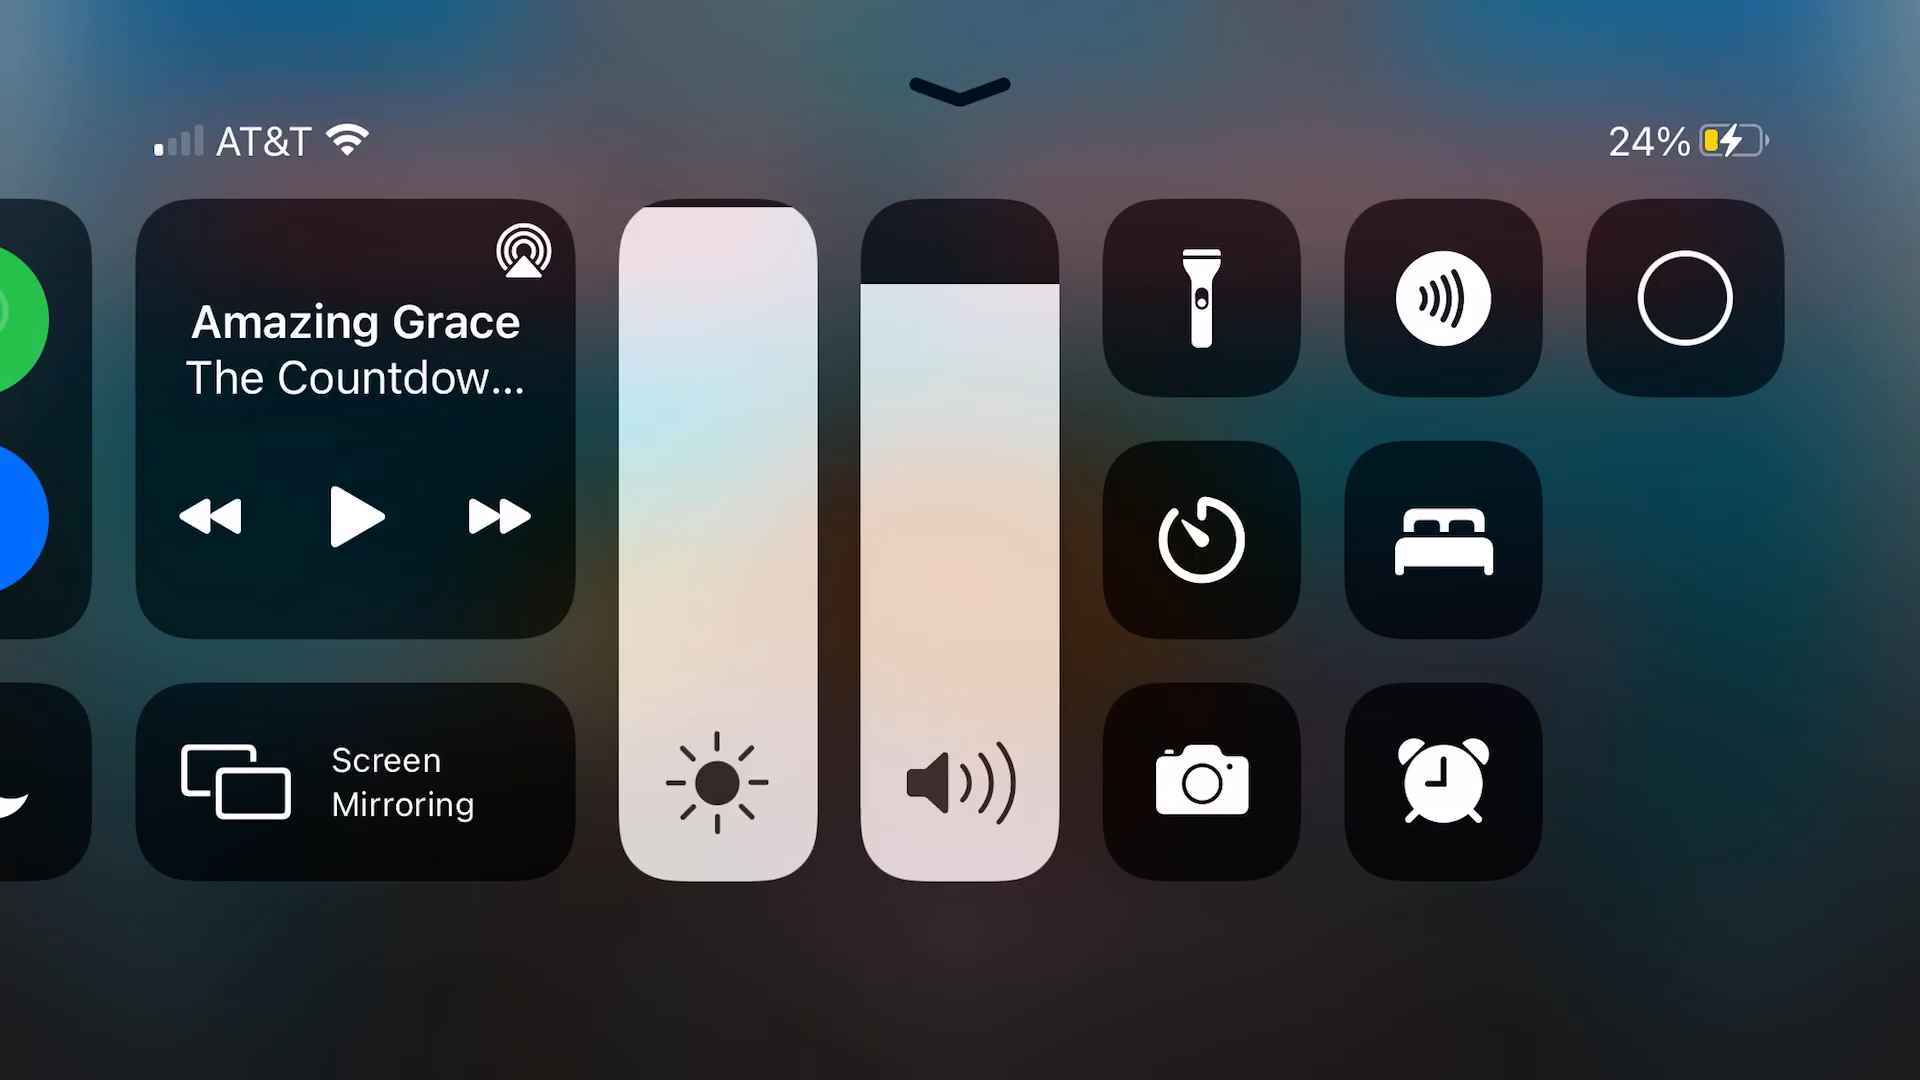 AT&T
24%
Amazing Grace
The Countdow...
Screen
Mirroring